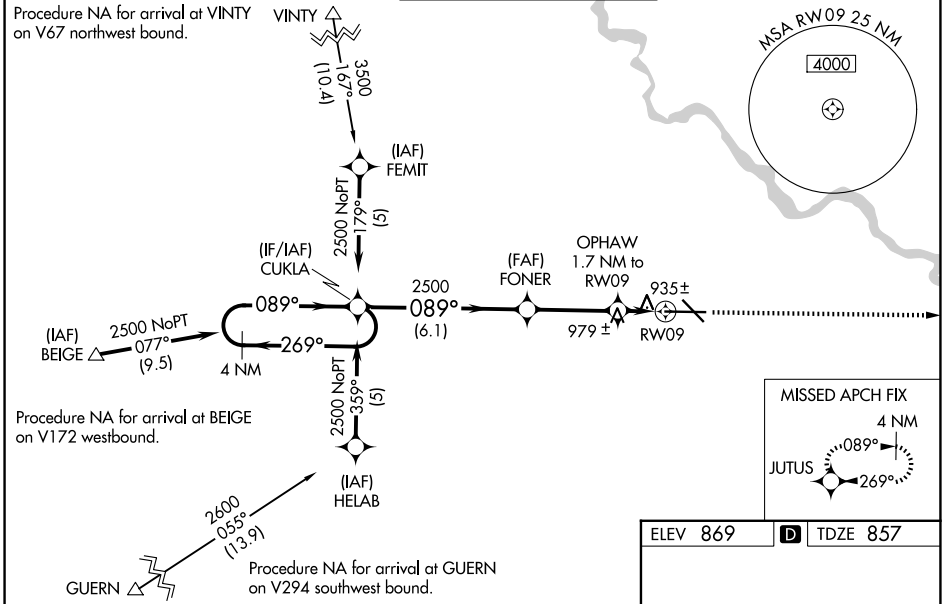 Procedure NA for arrival at VINTY
on V67 northwest bound.
VINTY
3500
167°
(10.4)
MSA RW09 25 NM
4000
(IAF)
FEMIT
2500 NoPT
179°
(5)
(IF/IAF)
CUKLA
OPHAW
1.7 NM to
RW09
(FAF)
FONER
2500
089°
(6.1)
935±
979 ±
RW09
089°
269°
4 NM
(IAF)
BEIGE
2500 NoPT
077°
(9.5)
2500 NoPT
359°
(5)
Procedure NA for arrival at BEIGE
on V172 westbound.
(IAF)
HELAB
MISSED APCH FIX
4 NM
089°
JUTUS
269°
2600
055°
(13.9)
GUERN
Procedure NA for arrival at GUERN
on V294 southwest bound.
ELEV 869 D TDZE 857